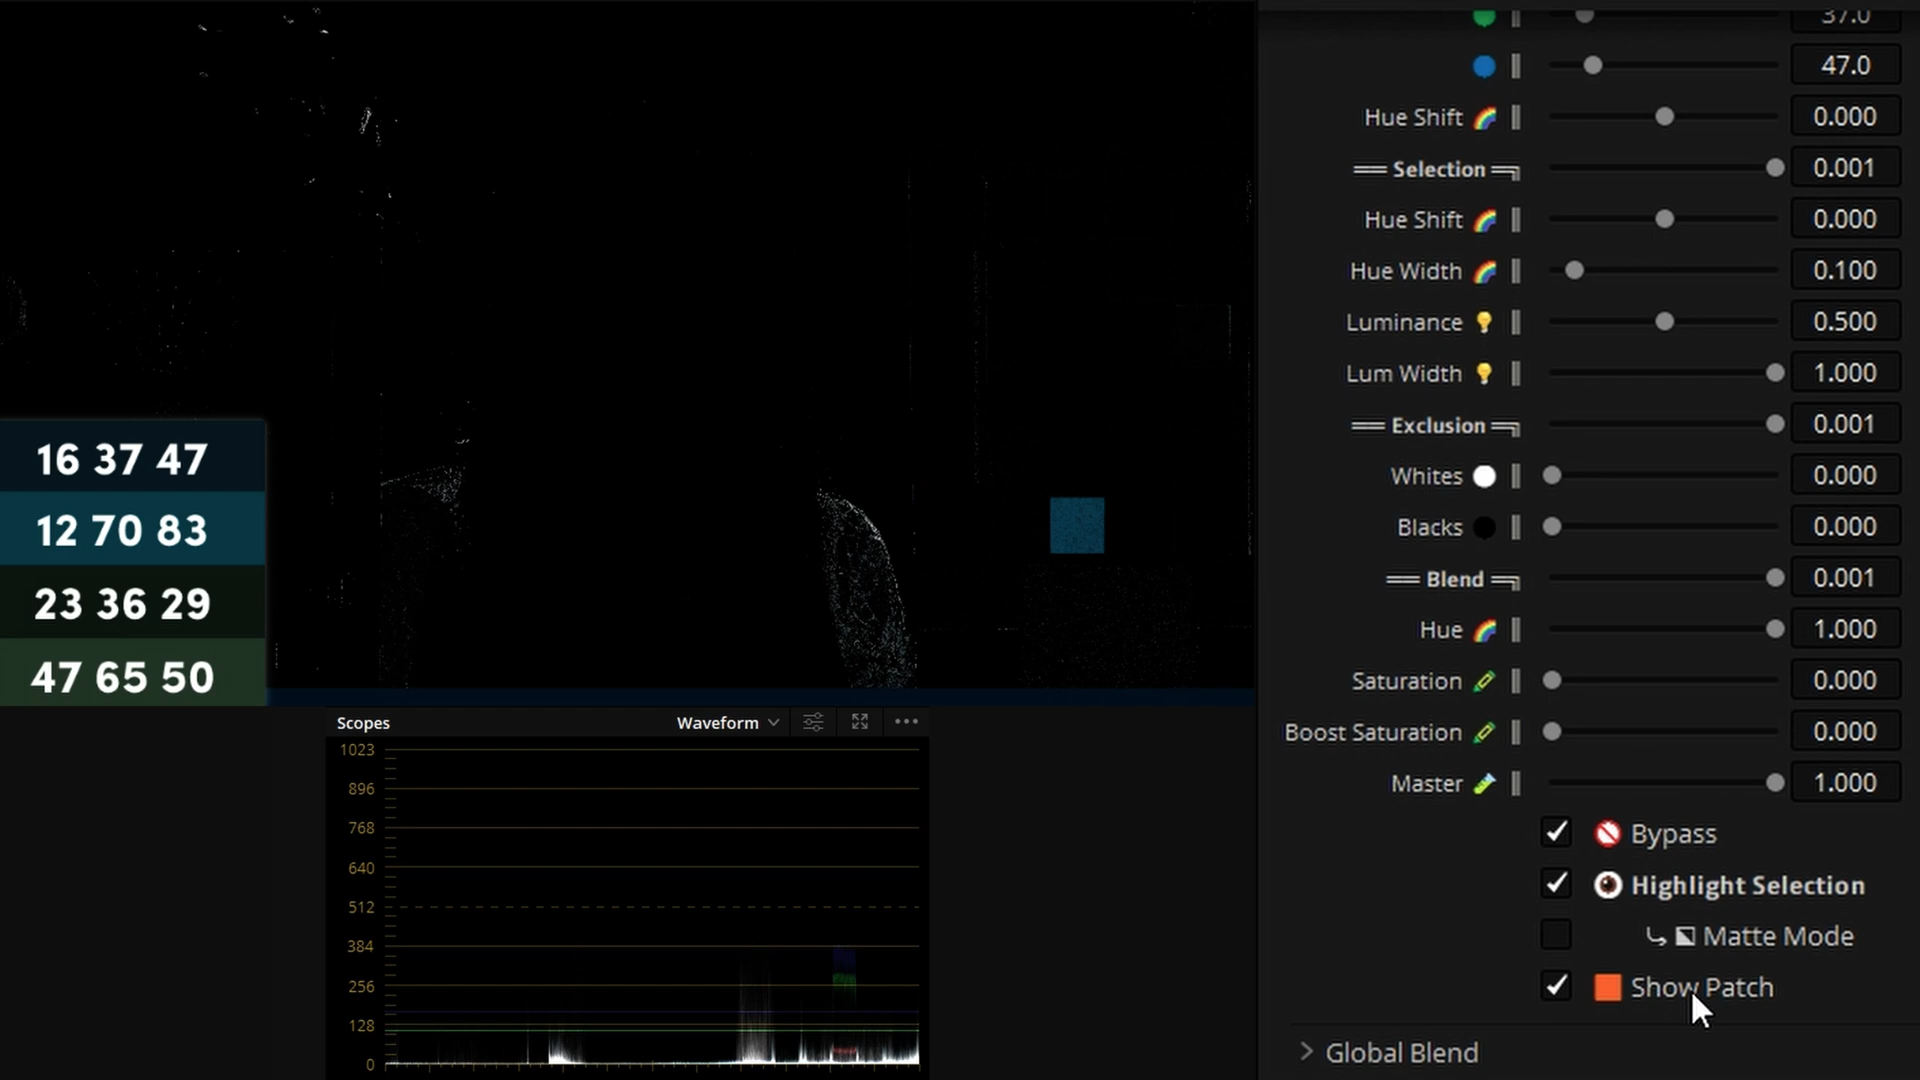 16 37 47
12 70 83
23 36 29
47 65 50
Scopes
Waveform
1023
896
768
640
512
384
256
128
0
37.0
47.0
Hue Shift 0.000
Selection 0.001
Hue Shift 0.000
Hue Width 0.100
Luminance 0.500
Lum Width 1.000
Exclusion 0.001
Whites 0.000
Blacks 0.000
Blend 0.001
Hue 1.000
Saturation 0.000
Boost Saturation 0.000
Master 1.000
Bypass
Highlight Selection
Matte Mode
Show Patch
Global Blend